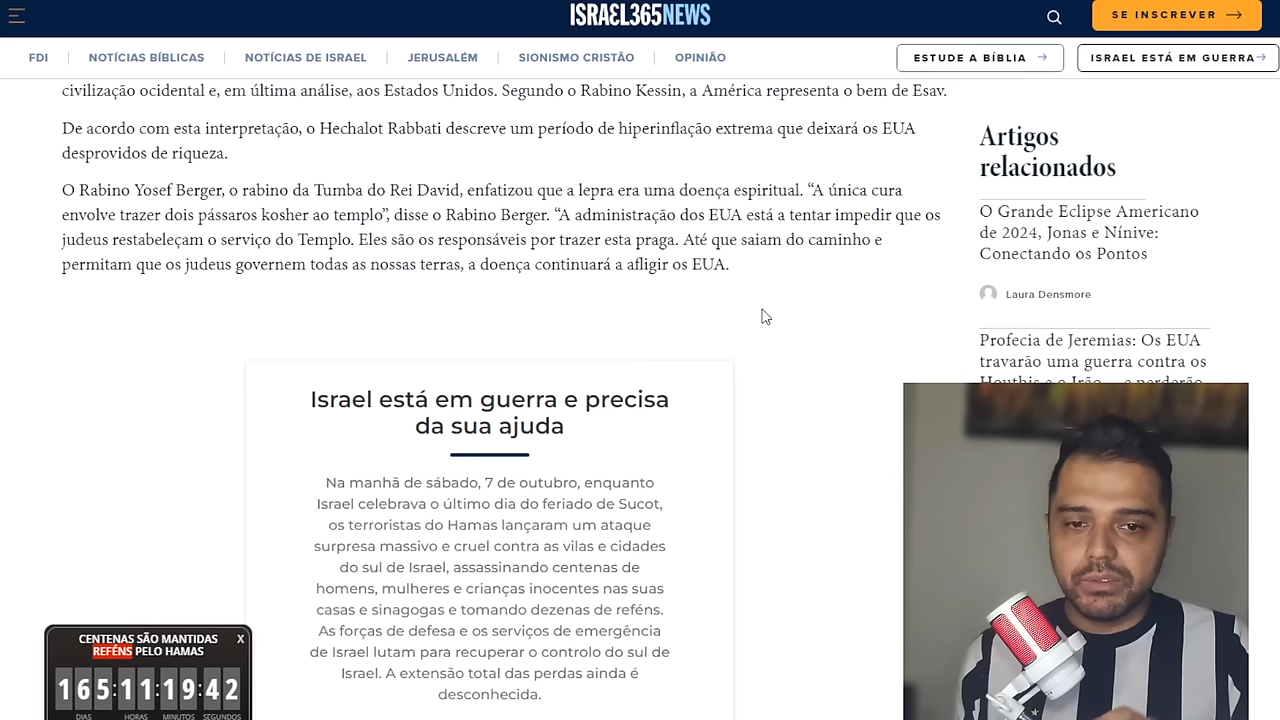 ISRAEL365NEWS
SE INSCREVER
FDI
NOTÍCIAS BÍBLICAS
NOTÍCIAS DE ISRAEL
JERUSALÉM
SIONISMO CRISTÃO
OPINIÃO
ESTUDE A BÍBLIA
ISRAEL ESTÁ EM GUERRA
civilização ocidental e, em última análise, aos Estados Unidos. Segundo o Rabino Kessin, a América representa o bem de Esav.
De acordo com esta interpretação, o Hechalot Rabbati descreve um período de hiperinflação extrema que deixará os EUA
desprovidos de riqueza.
O Rabino Yosef Berger, o rabino da Tumba do Rei David, enfatizou que a lepra era uma doença espiritual. “A única cura
envolve trazer dois pássaros kosher ao templo”, disse o Rabino Berger. “A administração dos EUA está a tentar impedir que os
judeus restabeleçam o serviço do Templo. Eles são os responsáveis por trazer esta praga. Até que saiam do caminho e
permitam que os judeus governem todas as nossas terras, a doença continuará a afligir os EUA.
Artigos
relacionados
O Grande Eclipse Americano
de 2024, Jonas e Nínive:
Conectando os Pontos
Laura Densmore
Profecia de Jeremias: Os EUA
travarão uma guerra contra os
Houthis e o Irão — e perderão
Israel está em guerra e precisa
da sua ajuda
Na manhã de sábado, 7 de outubro, enquanto
Israel celebrava o último dia do feriado de Sucot,
os terroristas do Hamas lançaram um ataque
surpresa massivo e cruel contra as vilas e cidades
do sul de Israel, assassinando centenas de
homens, mulheres e crianças inocentes nas suas
casas e sinagogas e tomando dezenas de reféns.
As forças de defesa e os serviços de emergência
de Israel lutam para recuperar o controlo do sul de
Israel. A extensão total das perdas ainda é
desconhecida.
CENTENAS SÃO MANTIDAS X
REFÉNS PELO HAMAS
165:11:19:42
DIAS HORAS MINUTOS SEGUNDOS